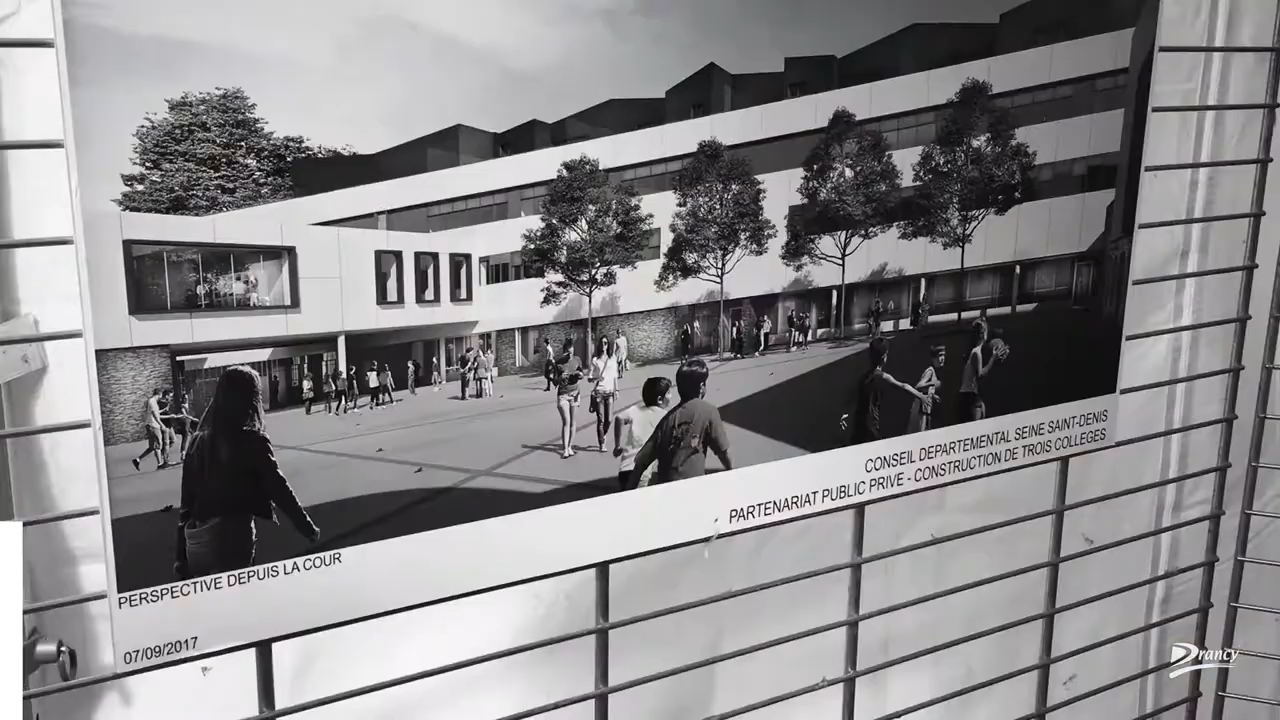 CONSEIL DEPARTEMENTAL SEINE SAINT-DENIS
PARTENARIAT PUBLIC PRIVE - CONSTRUCTION DE TROIS COLLEGES
PERSPECTIVE DEPUIS LA COUR
07/09/2017
Drancy